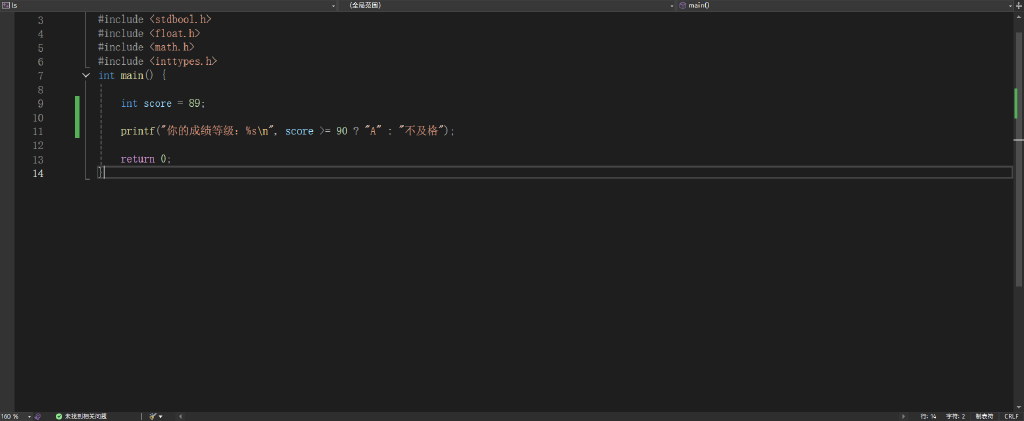 ls (全局范围) main()
3 #include <stdbool.h>
4 #include <float.h>
5 #include <math.h>
6 #include <inttypes.h>
7 int main() {
8
9 int score = 89;
10
11 printf("你的成绩等级: %s\n", score >= 90 ? "A" : "不及格");
12
13 return 0;
14 }
160 % 未找到相关问题 行: 14 字符: 2 制表符 CRLF